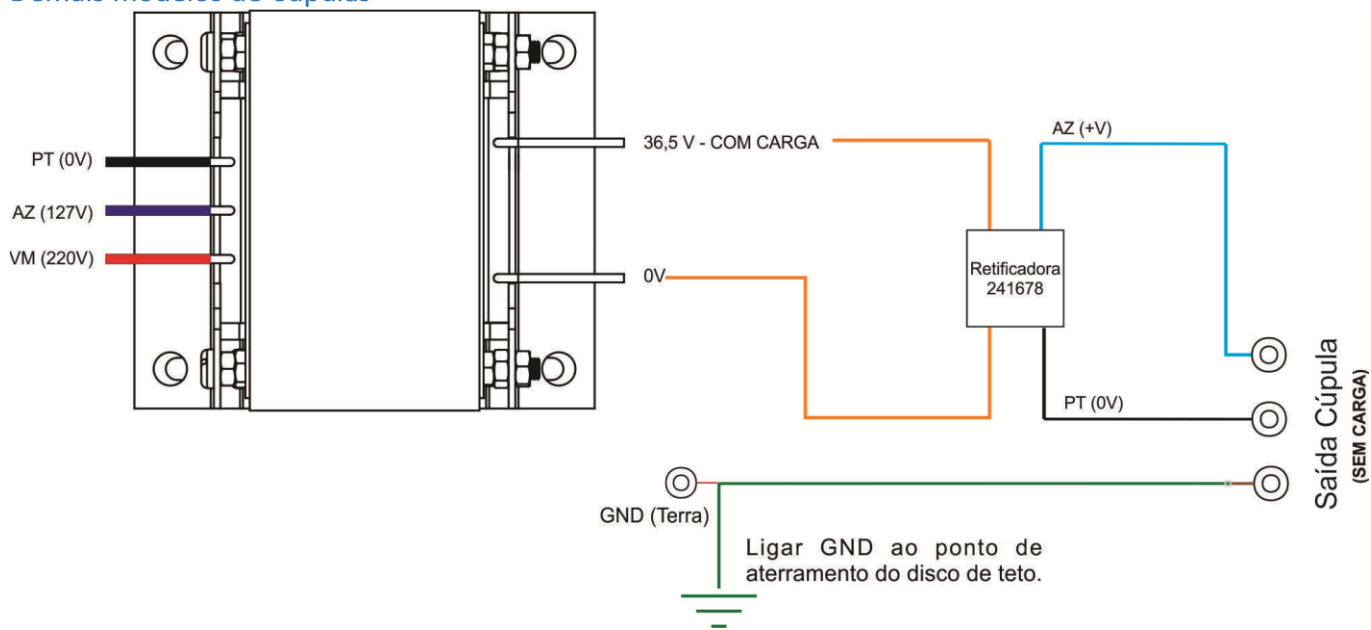 PT (0V)
AZ (127V)
VM (220V)
36,5 V - COM CARGA
0V
AZ (+V)
Retificadora
241678
PT (0V)
Saída Cúpula
(SEM CARGA)
GND (Terra)
Ligar GND ao ponto de
aterramento do disco de teto.